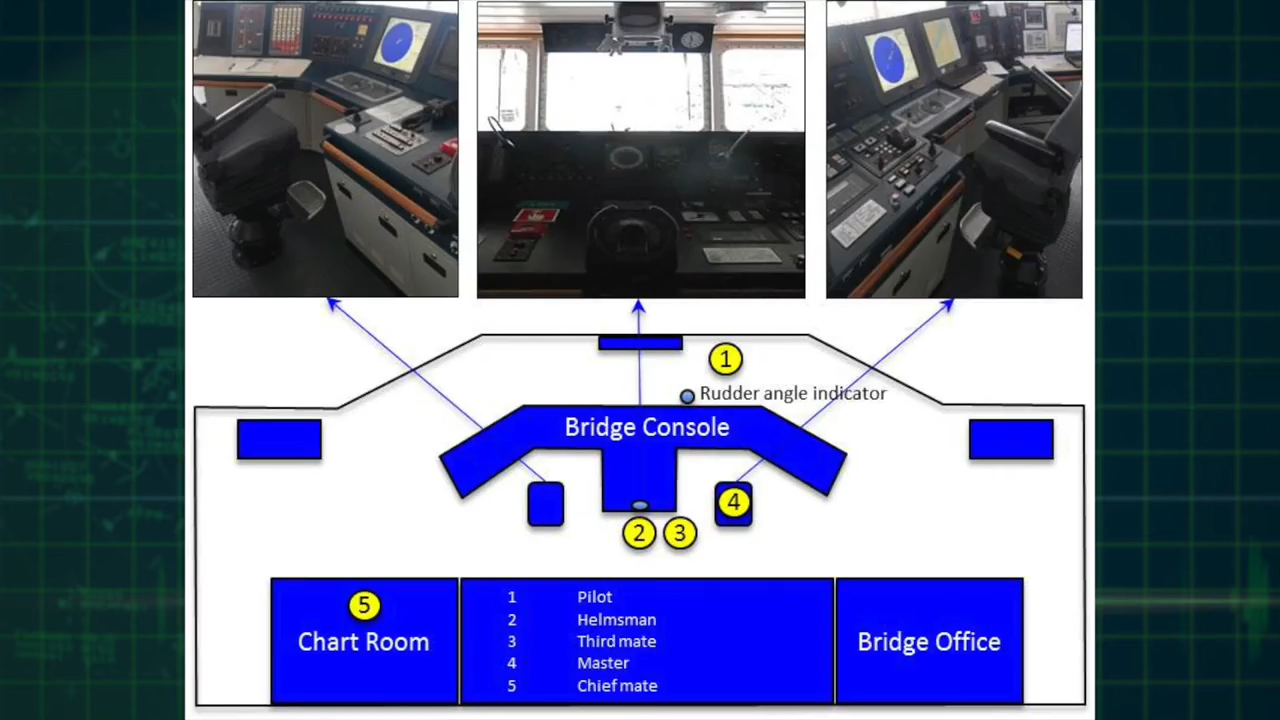 1
Rudder angle indicator
Bridge Console
4
2
3
5
Chart Room
1 Pilot
2 Helmsman
3 Third mate
4 Master
5 Chief mate
Bridge Office